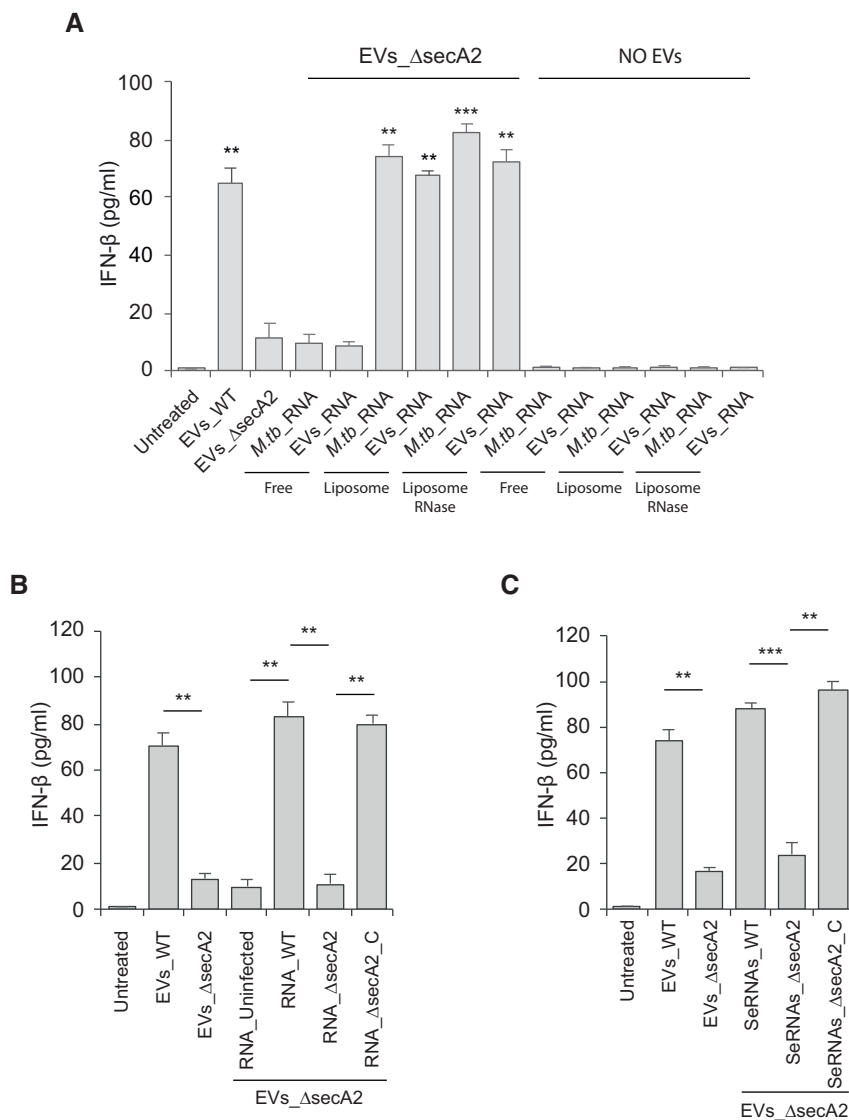 A
EVs_ΔsecA2
NO EVs
100
80
60
40
20
0
IFN-β (pg/ml)
**
**
**
***
**
Untreated
EVs_WT
EVs_ΔsecA2
M.tb_RNA
EVs_RNA
M.tb_RNA
EVs_RNA
M.tb_RNA
EVs_RNA
M.tb_RNA
EVs_RNA
M.tb_RNA
EVs_RNA
M.tb_RNA
EVs_RNA
Free
Liposome
Liposome
RNase
Free
Liposome
Liposome
RNase
B
120
100
80
60
40
20
0
IFN-β (pg/ml)
**
**
**
**
Untreated
EVs_WT
EVs_ΔsecA2
RNA_Uninfected
RNA_WT
RNA_ΔsecA2
RNA_ΔsecA2_C
EVs_ΔsecA2
C
120
100
80
60
40
20
0
IFN-β (pg/ml)
**
***
**
Untreated
EVs_WT
EVs_ΔsecA2
SeRNAs_WT
SeRNAs_ΔsecA2
SeRNAs_ΔsecA2_C
EVs_ΔsecA2